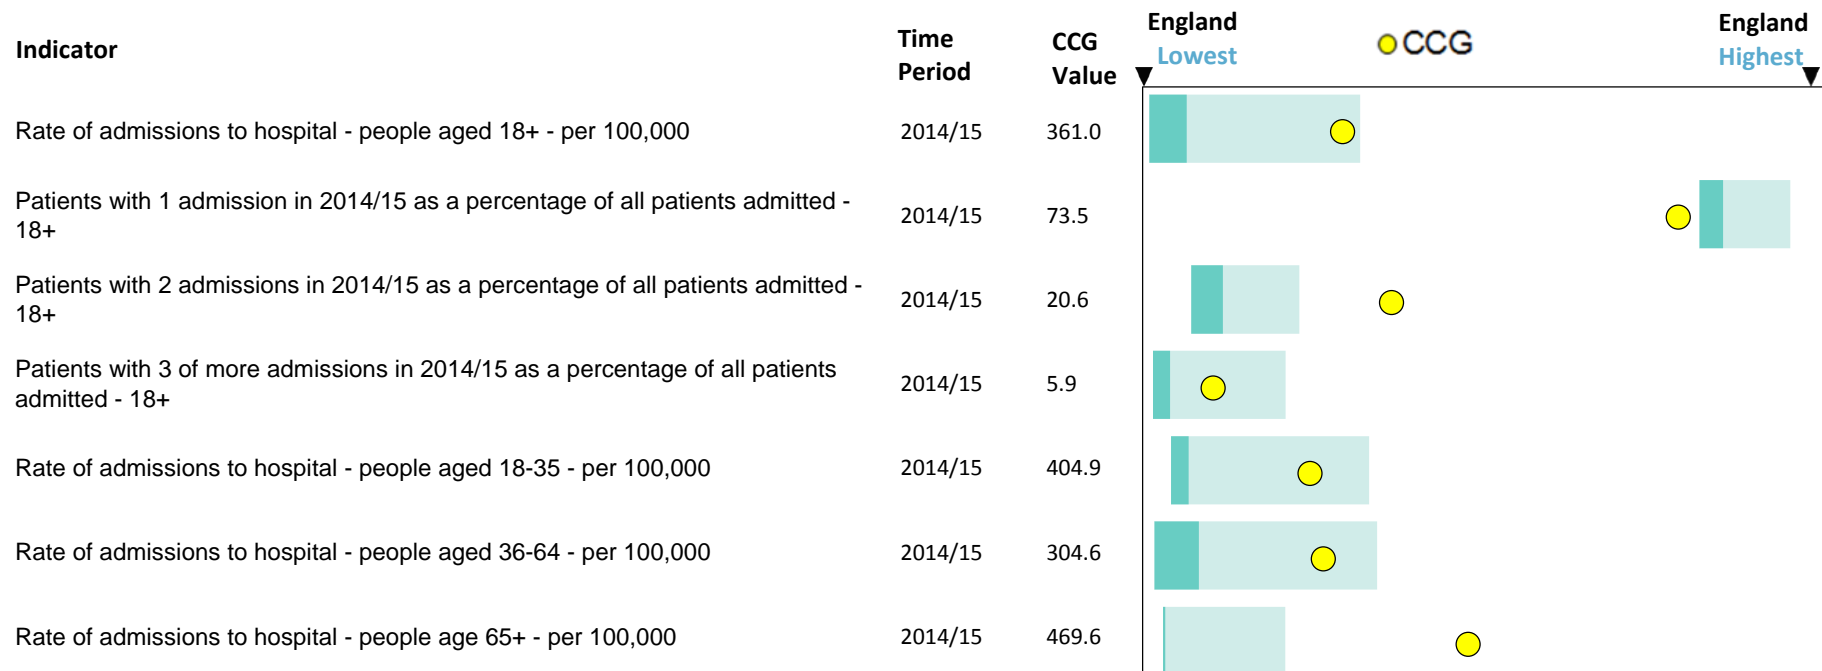 Indicator
Time
Period
CCG
Value
England
Lowest
CCG
England
Highest
Rate of admissions to hospital - people aged 18+ - per 100,000 2014/15 361.0
Patients with 1 admission in 2014/15 as a percentage of all patients admitted -
18+
2014/15 73.5
Patients with 2 admissions in 2014/15 as a percentage of all patients admitted -
18+
2014/15 20.6
Patients with 3 of more admissions in 2014/15 as a percentage of all patients
admitted - 18+
2014/15 5.9
Rate of admissions to hospital - people aged 18-35 - per 100,000 2014/15 404.9
Rate of admissions to hospital - people aged 36-64 - per 100,000 2014/15 304.6
Rate of admissions to hospital - people age 65+ - per 100,000 2014/15 469.6